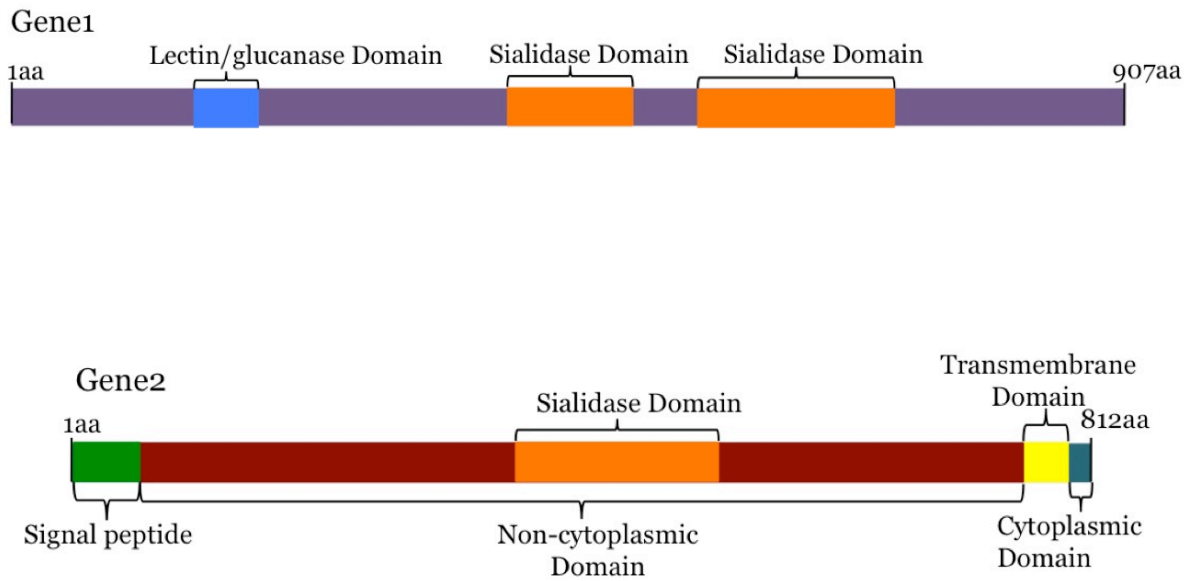 Gene1
Lectin/glucanase Domain
Sialidase Domain
Sialidase Domain
1aa
907aa
Gene2
Transmembrane
Domain
Sialidase Domain
1aa
812aa
Signal peptide
Non-cytoplasmic
Domain
Cytoplasmic
Domain